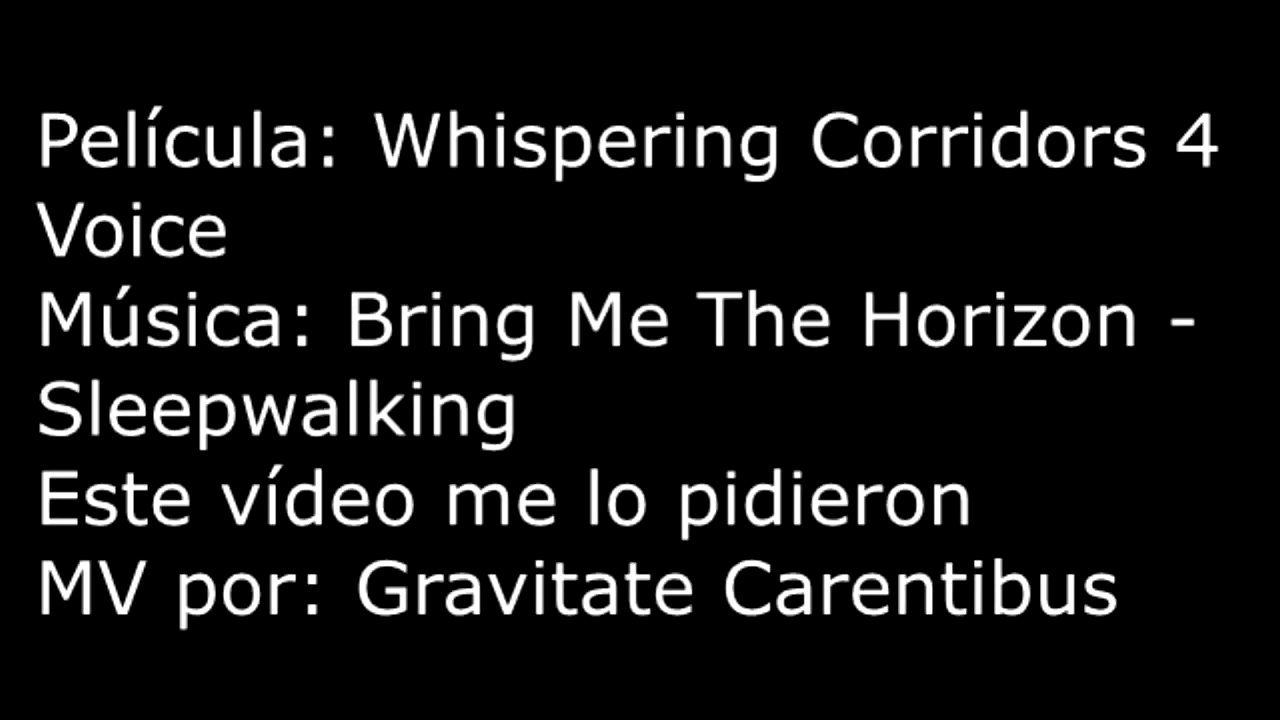 Película: Whispering Corridors 4
Voice
Música: Bring Me The Horizon -
Sleepwalking
Este vídeo me lo pidieron
MV por: Gravitate Carentibus